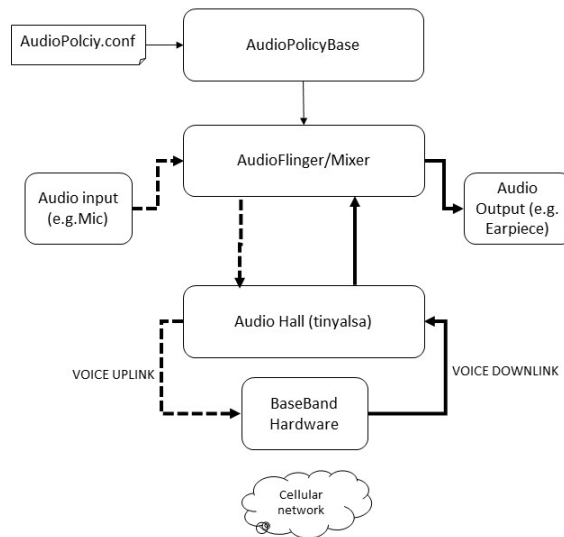 AudioPolciy.conf
AudioPolicyBase
AudioFlinger/Mixer
Audio input
(e.g.Mic)
Audio
Output (e.g.
Earpiece)
Audio Hall (tinyalsa)
VOICE UPLINK
VOICE DOWNLINK
BaseBand
Hardware
Cellular
network